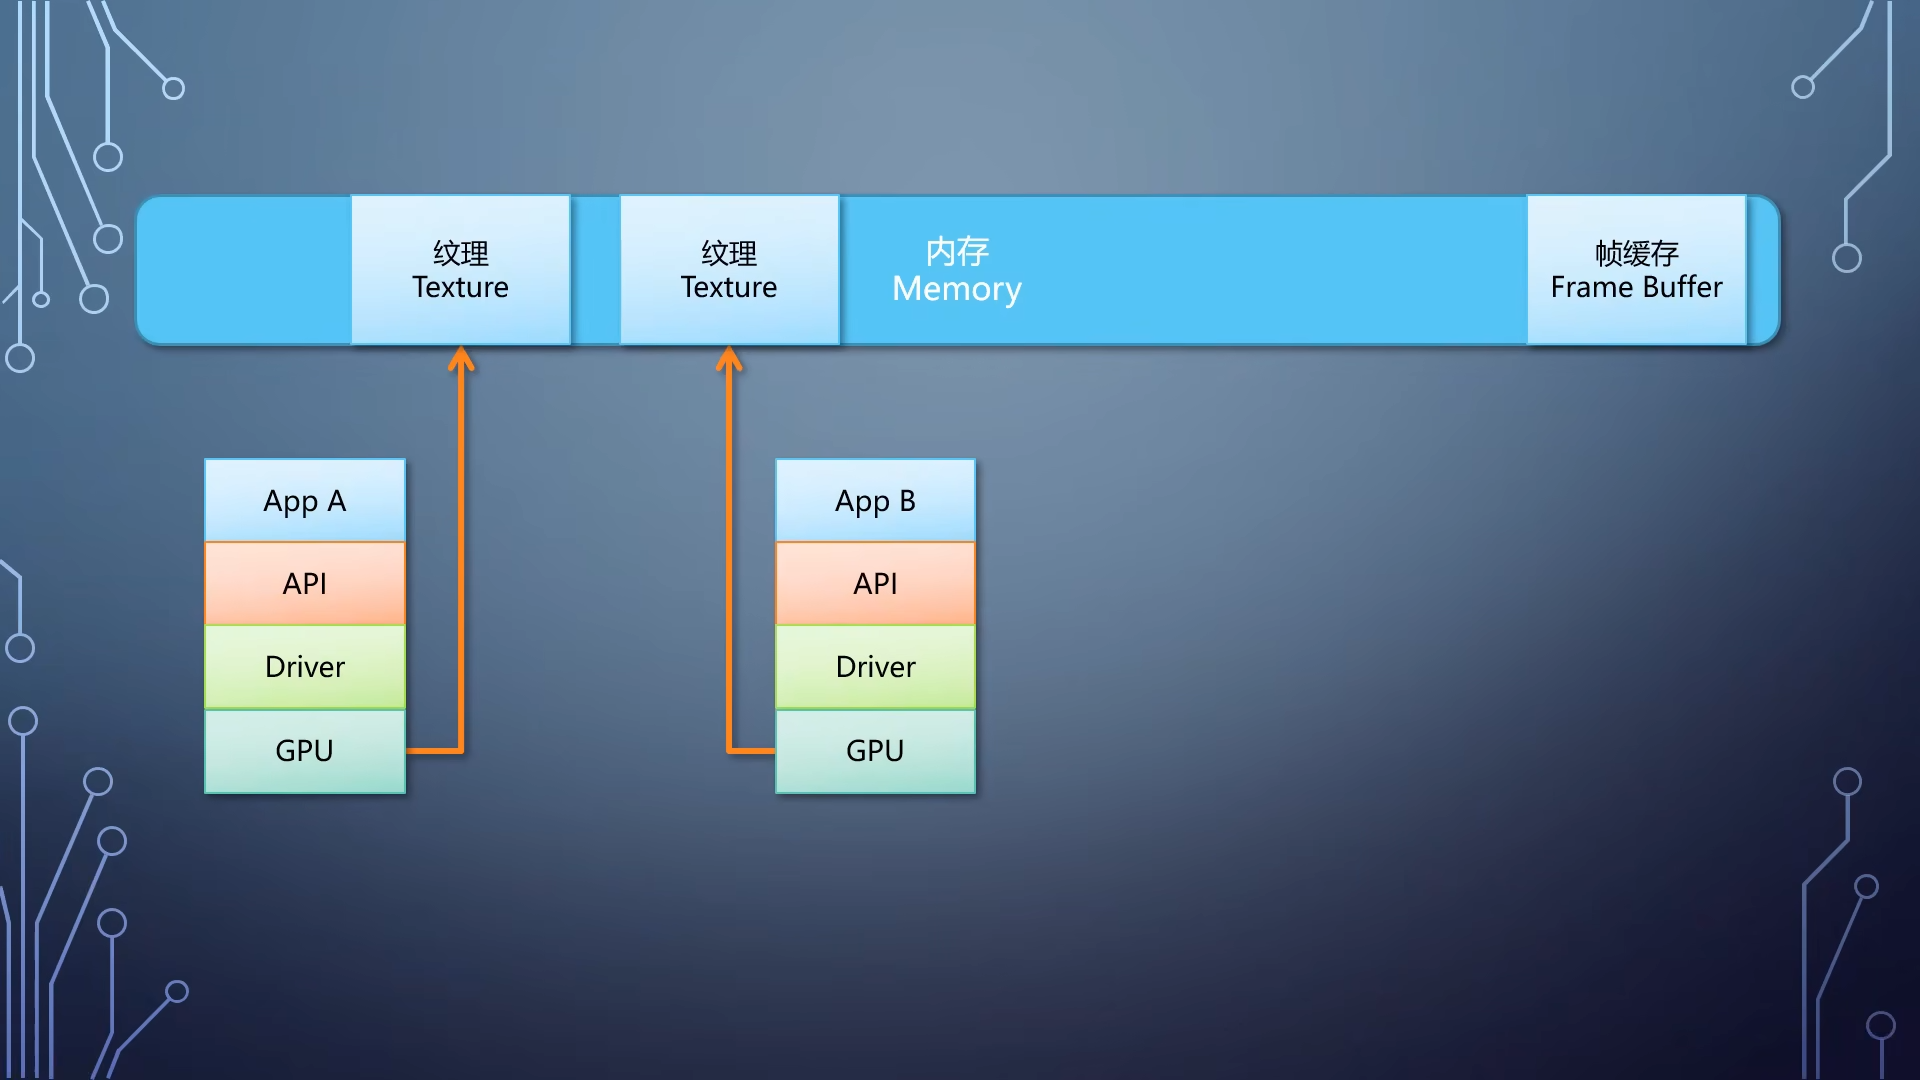 纹理
Texture
纹理
Texture
内存
Memory
帧缓存
Frame Buffer
App A
API
Driver
GPU
App B
API
Driver
GPU